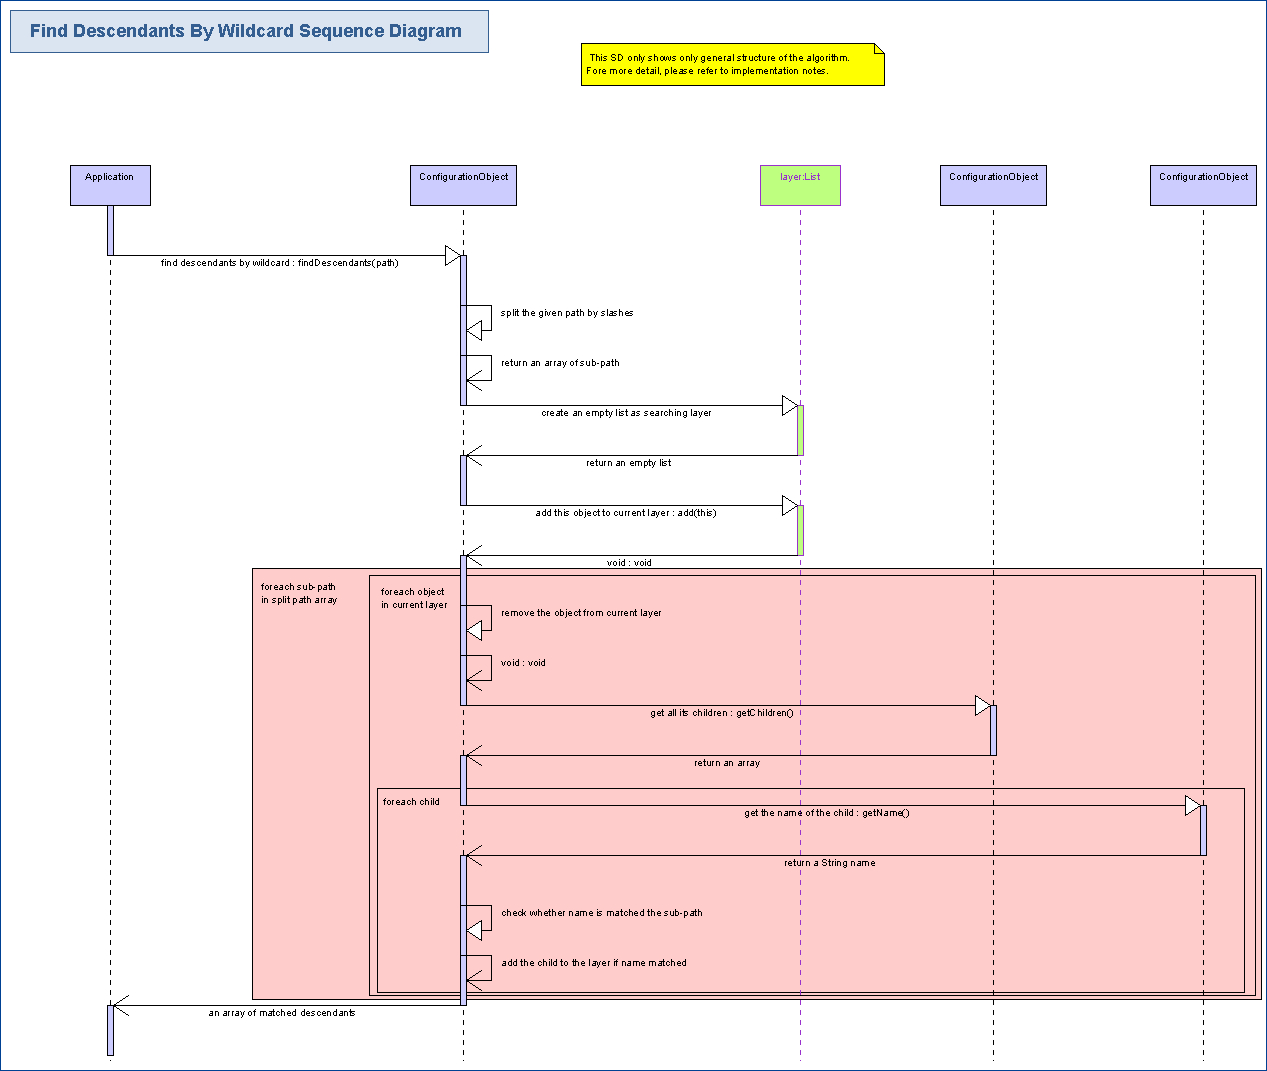 Find Descendants By Wildcard Sequence Diagram
This SD only shows only general structure of the algorithm.
Fore more detail, please refer to implementation notes.
Application
ConfigurationObject
layer:List
ConfigurationObject
ConfigurationObject
find descendants by wildcard : findDescendants(path)
split the given path by slashes
return an array of sub-path
create an empty list as searching layer
return an empty list
add this object to current layer : add(this)
void : void
foreach sub-path
in split path array
foreach object
in current layer
remove the object from current layer
void : void
get all its children : getChildren()
return an array
foreach child
get the name of the child : getName()
return a String name
check whether name is matched the sub-path
add the child to the layer if name matched
an array of matched descendants